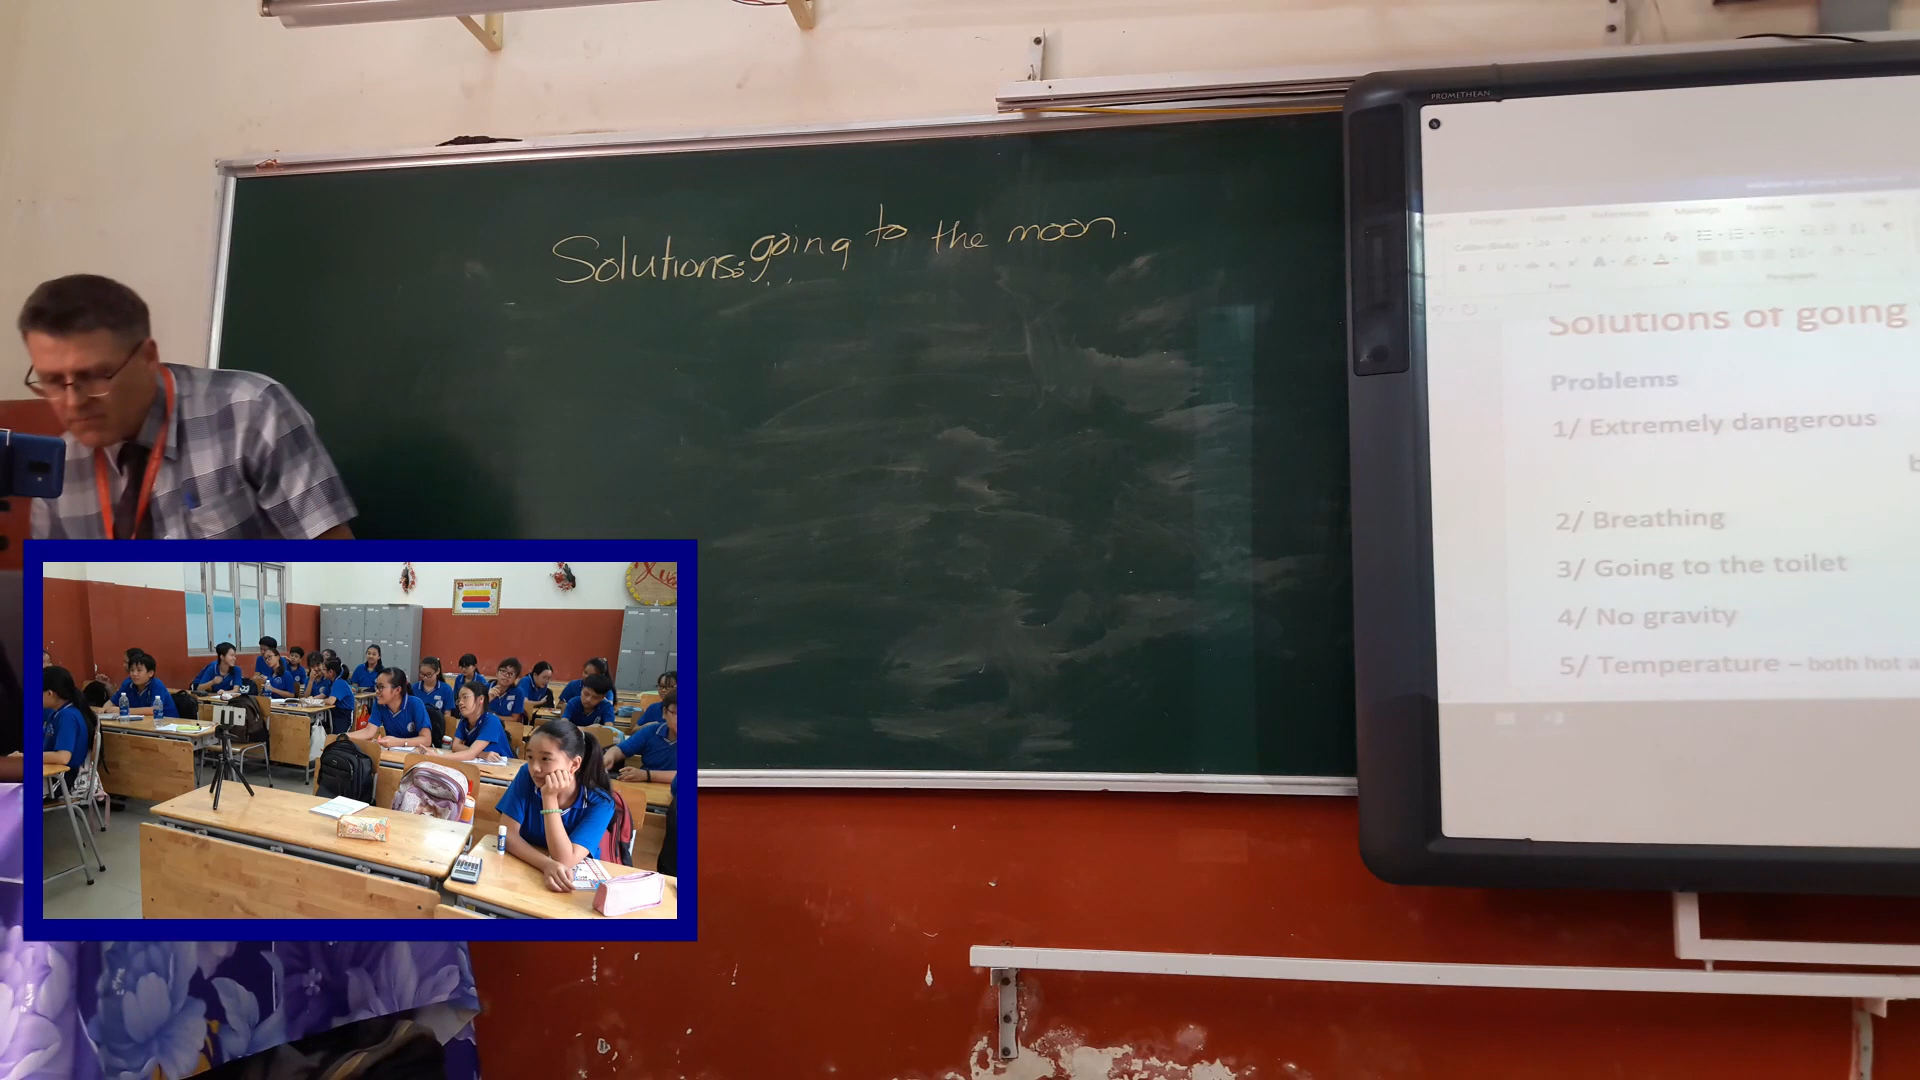 Solutions: going to the moon.
PROMETHEAN
Solutions of going
Problems
1/ Extremely dangerous
2/ Breathing
3/ Going to the toilet
4/ No gravity
5/ Temperature – both hot a